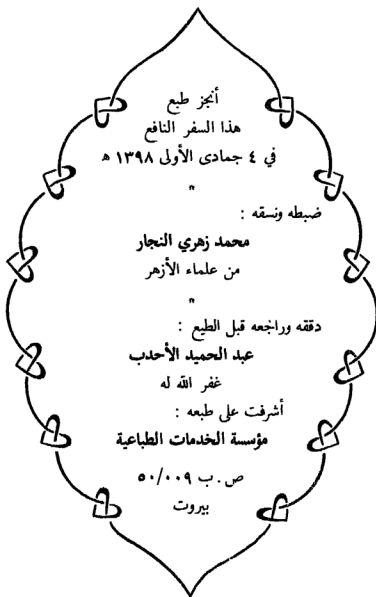 أنجز طبع
هذا السفر النافع
في ٤ جمادى الأولى ١٣٩٨ ه
"
ضبطه ونسقه :
محمد زهري النجار
من علماء الأزهر
"
دققه وراجعه قبل الطبع :
عبد الحميد الأحدب
غفر الله له
أشرفت على طبعه :
مؤسسة الخدمات الطباعية
ص . ب ٥٠/٠٠٩
بيروت